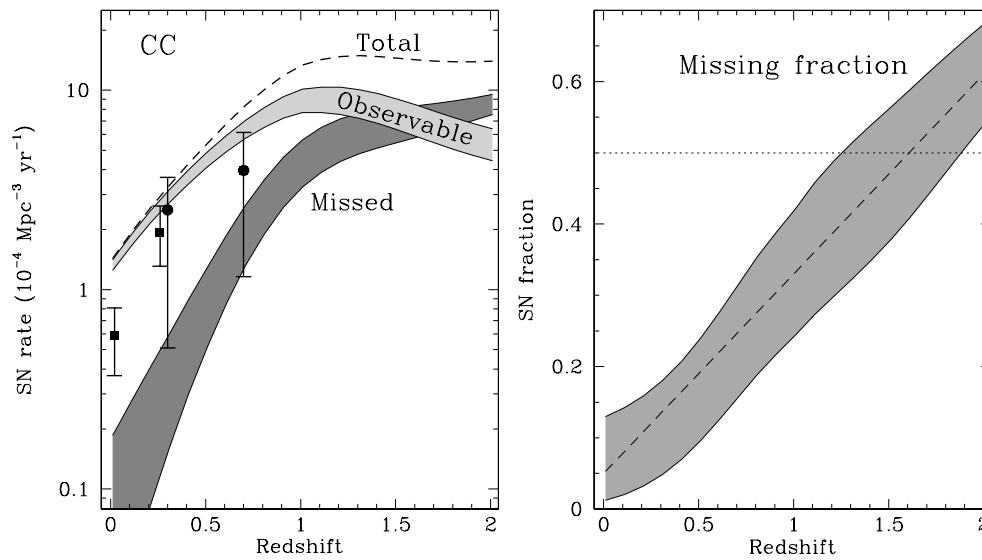 CC
Total
Observable
Missed
SN rate (10⁻⁴ Mpc⁻³ yr⁻¹)
10
1
0.1
0 0.5 1 1.5 2
Redshift
Missing fraction
SN fraction
0.6
0.4
0.2
0
0 0.5 1 1.5 2
Redshift